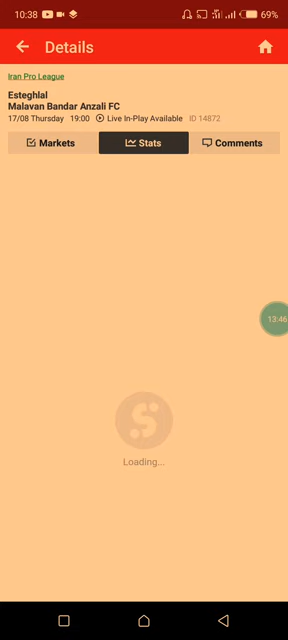 10:38 69%
Details
Iran Pro League
Esteghlal
Malavan Bandar Anzali FC
17/08 Thursday 19:00 Live In-Play Available ID 14872
Markets Stats Comments
13:46
Loading...